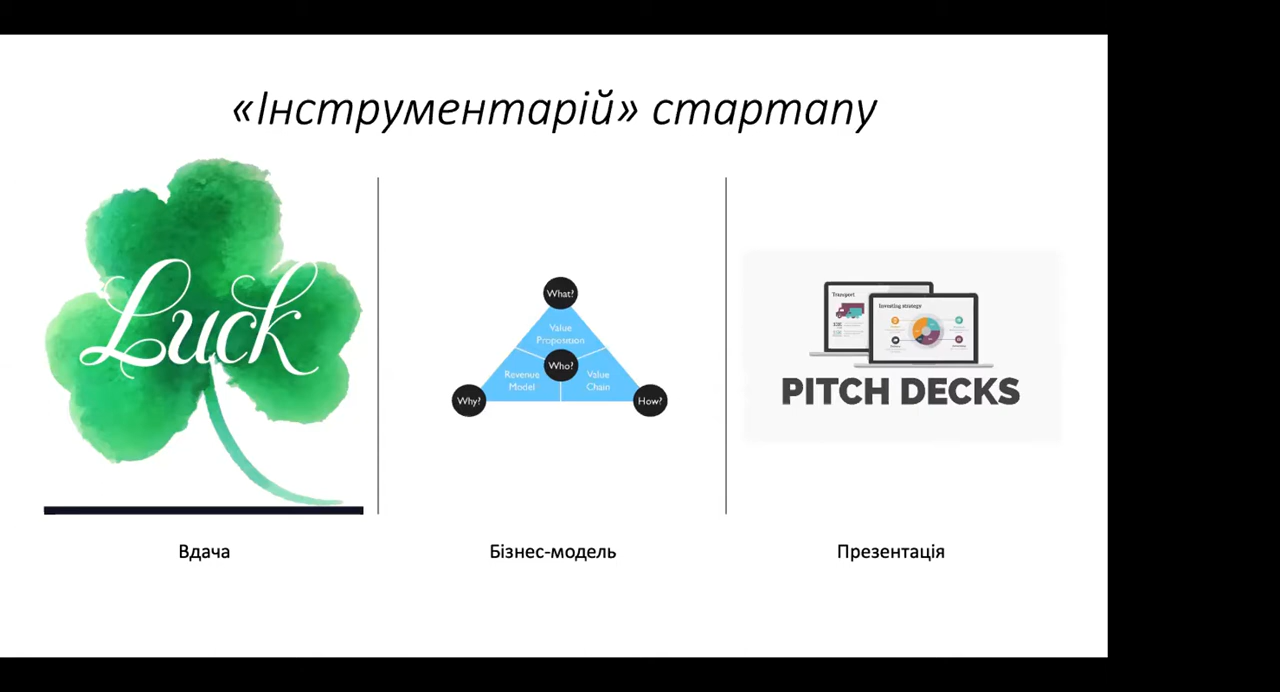 «Інструментарій» стартапу
Luck
What?
Value
Proposition
Who?
Revenue
Model
Value
Chain
Why?
How?
Transport
Investing strategy
PITCH DECKS
Вдача
Бізнес-модель
Презентація